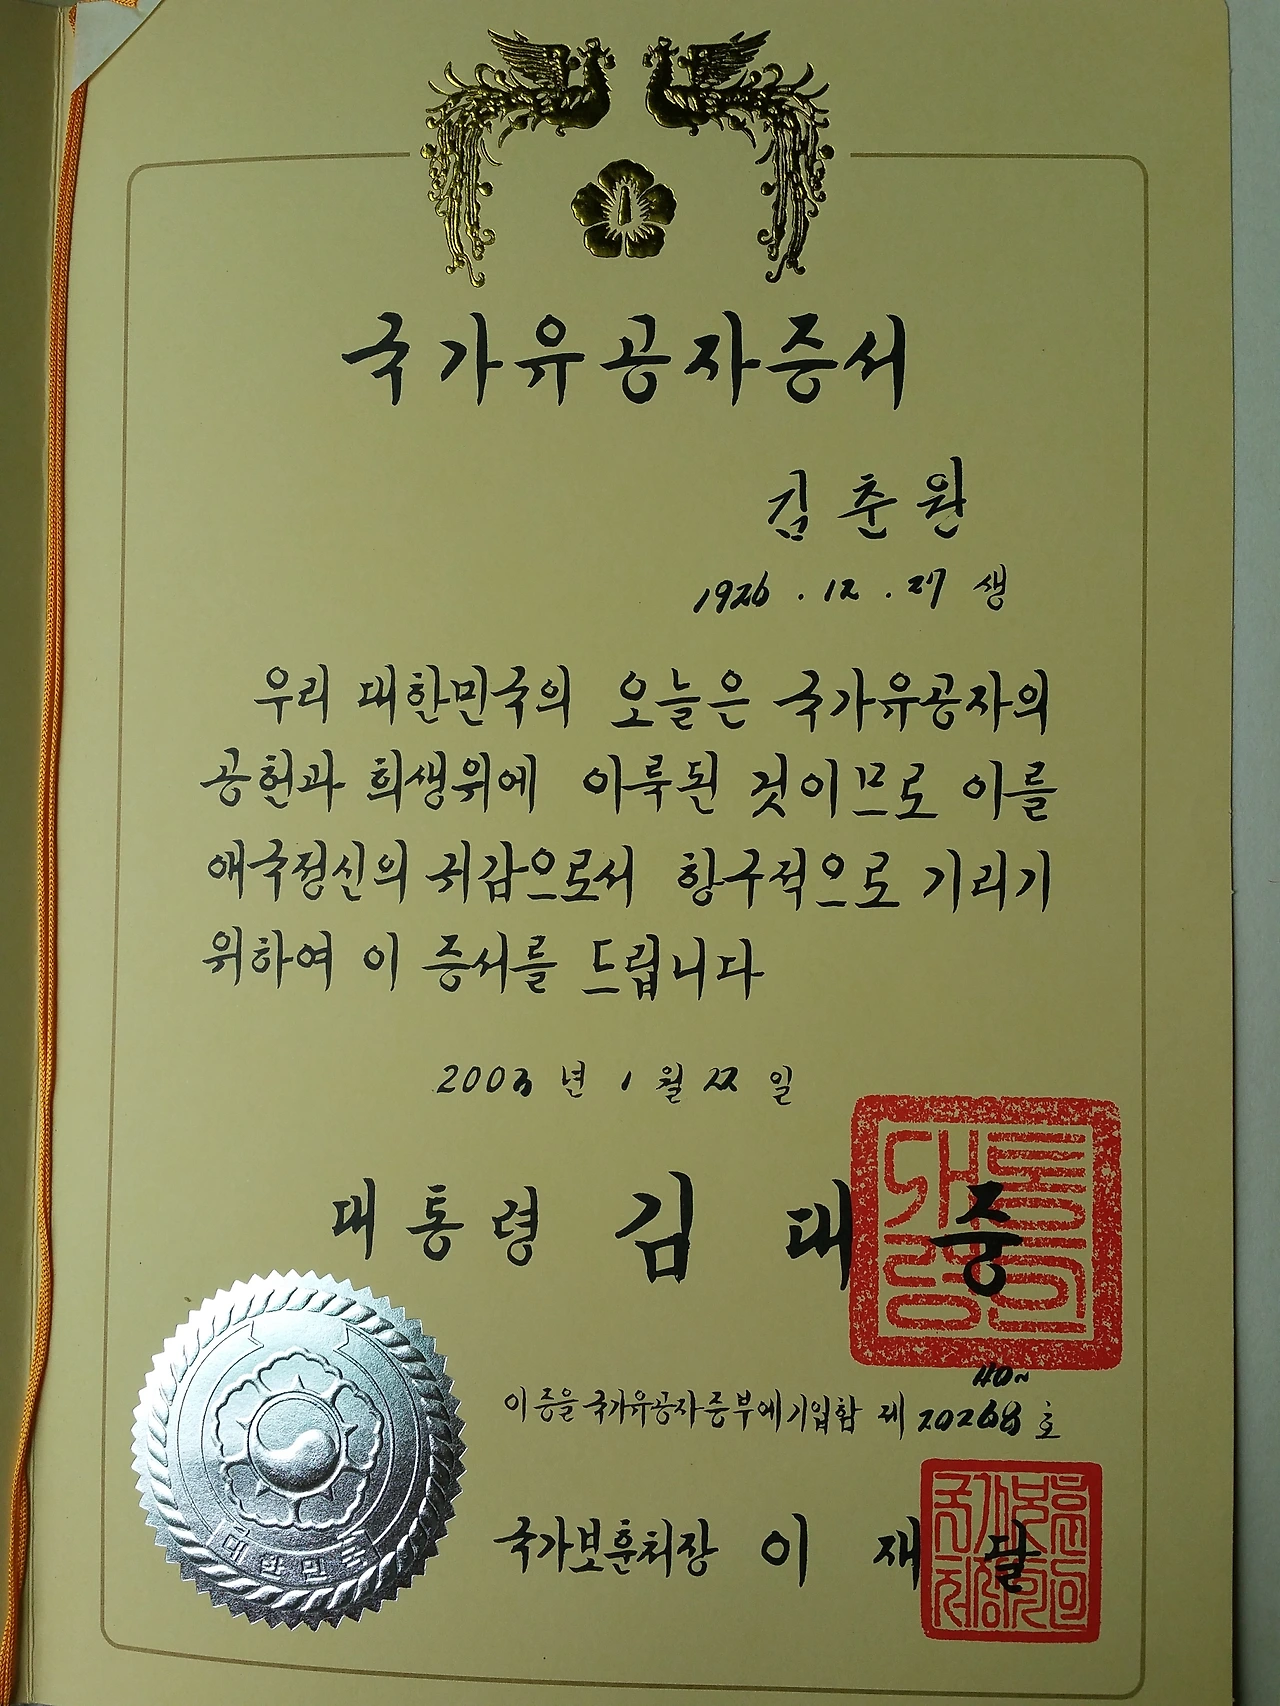 국가유공자증서
김춘원
1926 . 12 . 27 생
우리 대한민국의 오늘은 국가유공자의
공헌과 희생위에 이룩된 것이므로 이를
애국정신의 귀감으로서 항구적으로 기리기
위하여 이 증서를 드립니다
2003 년 1 월 22 일
대통령 김 대 중
대통령
이 증을 국가유공자증부에 기입함 제 40~ 20268 호
국가보훈처장 이 재 달
대한민국